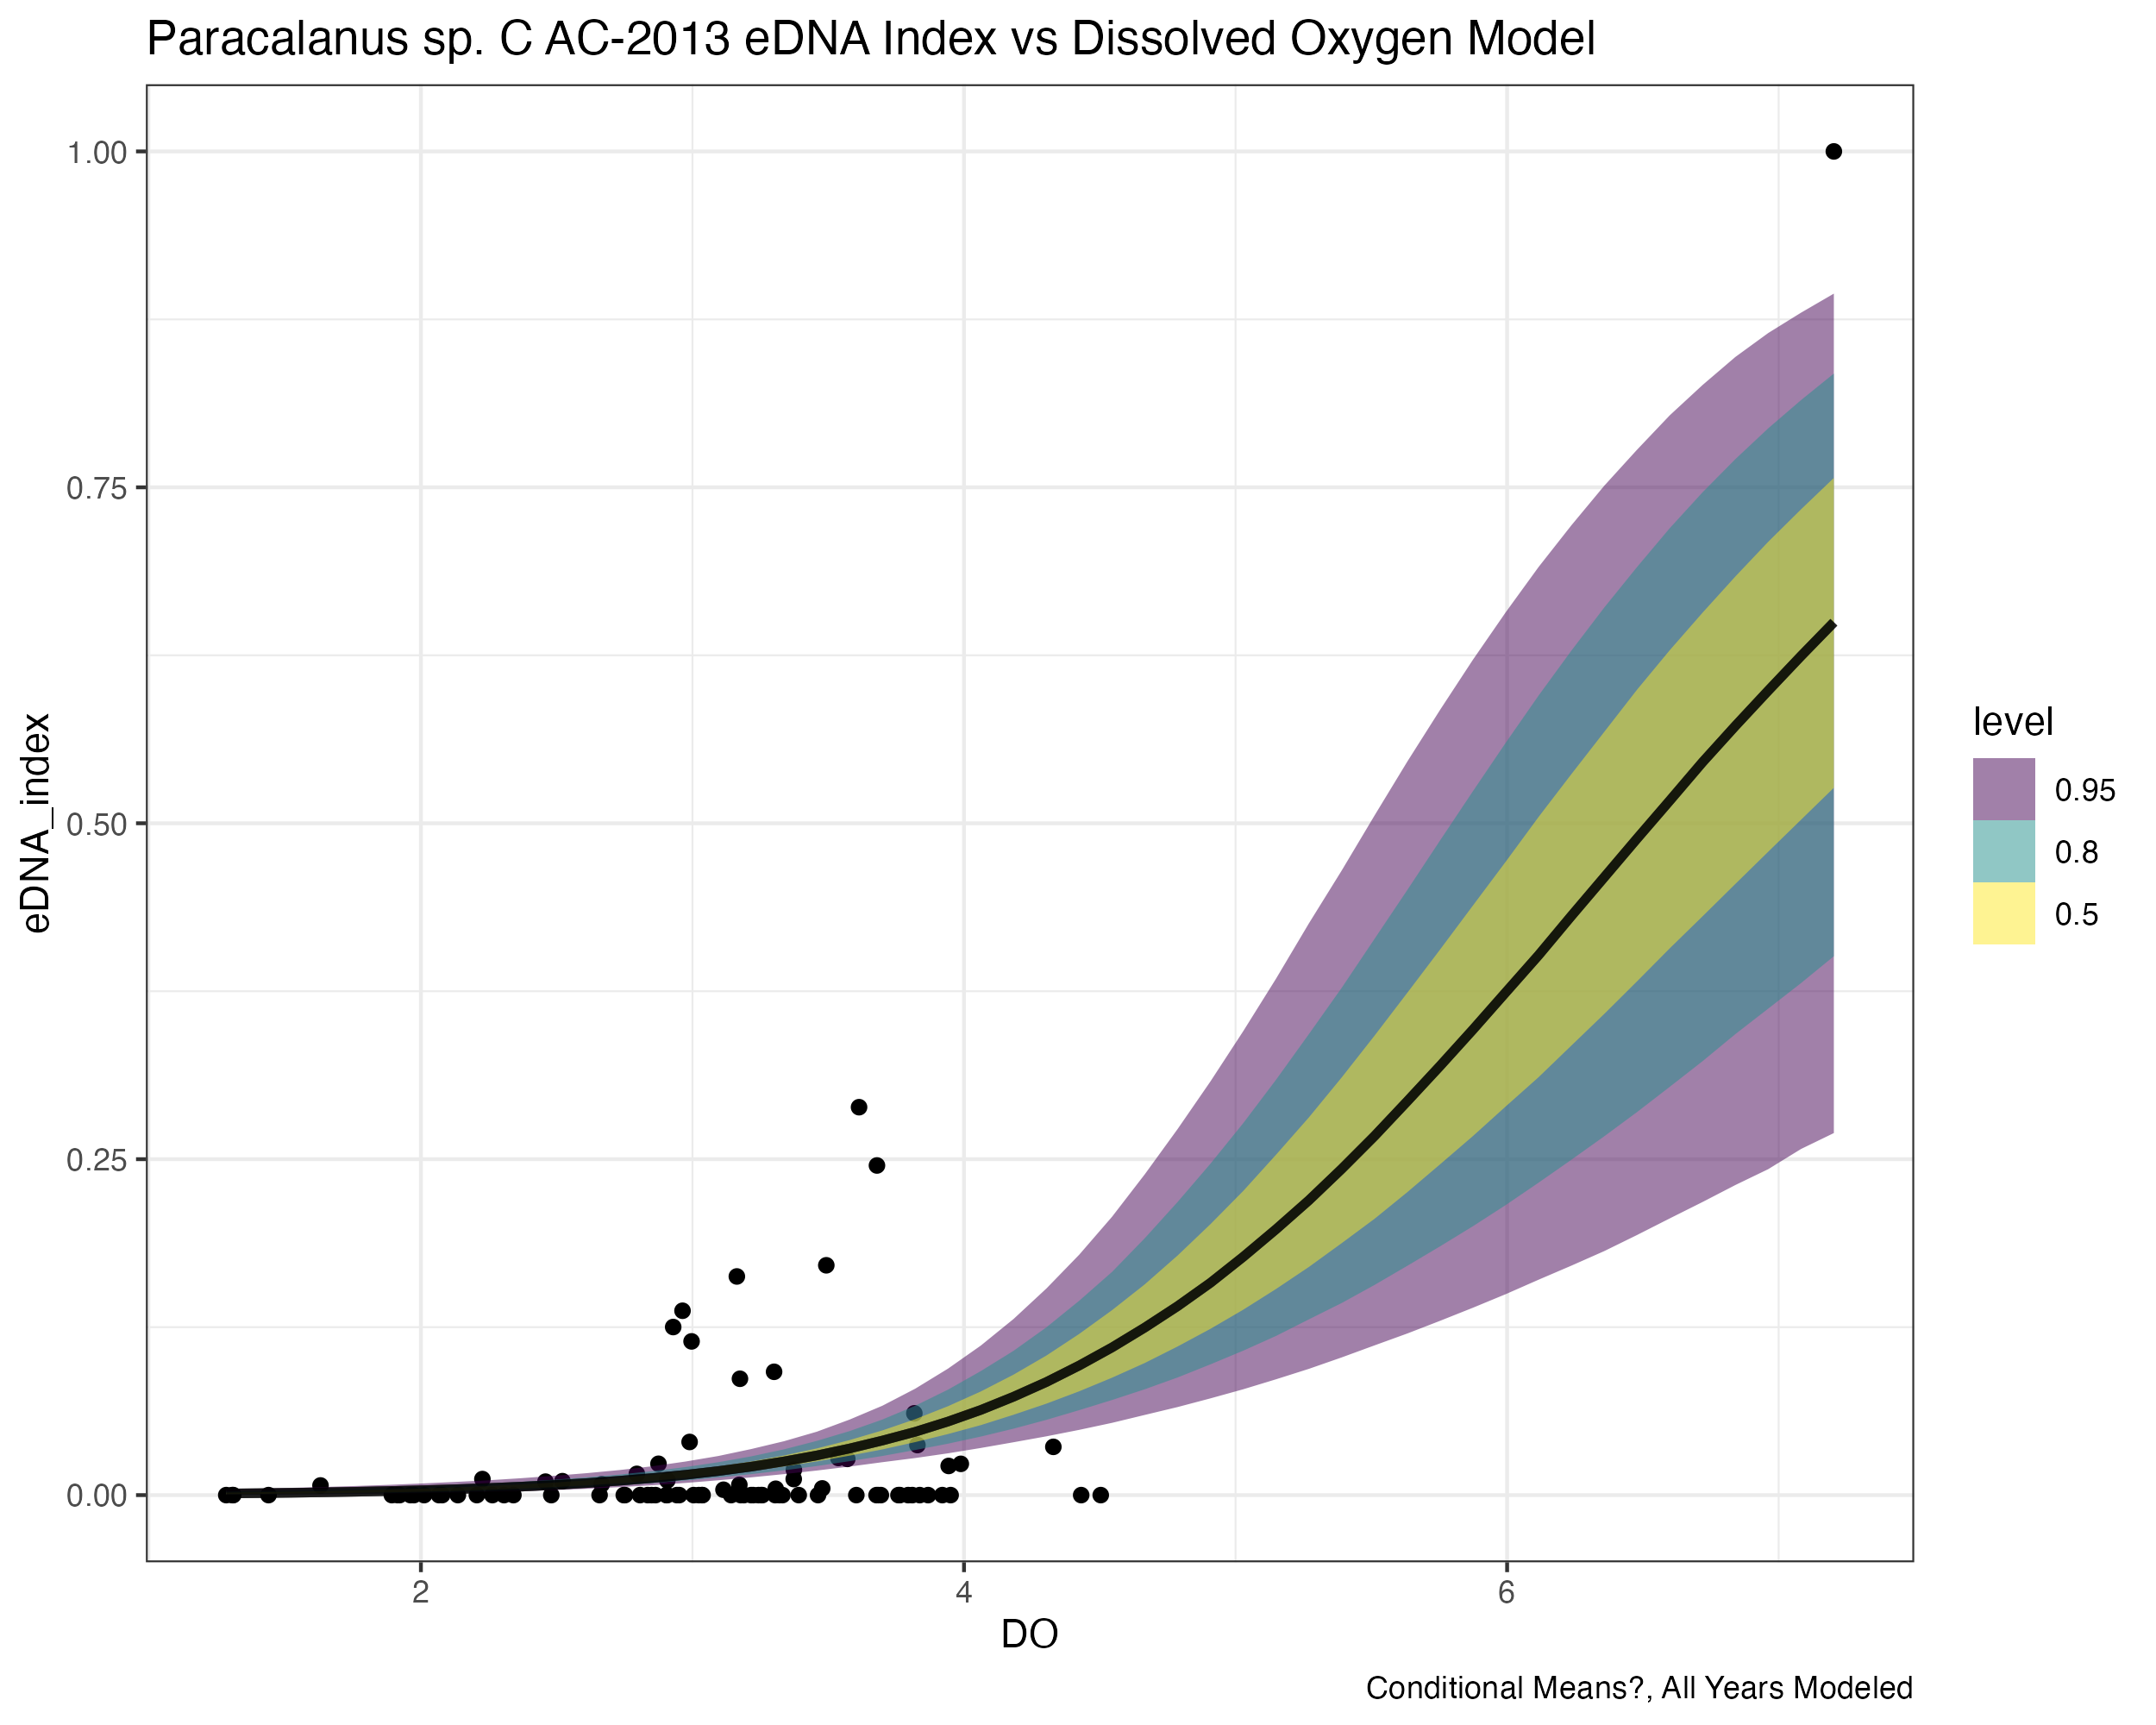 Paracalanus sp. C AC-2013 eDNA Index vs Dissolved Oxygen Model
1.00
0.75
0.50
0.25
0.00
eDNA_index
2
4
6
DO
level
0.95
0.8
0.5
Conditional Means?, All Years Modeled